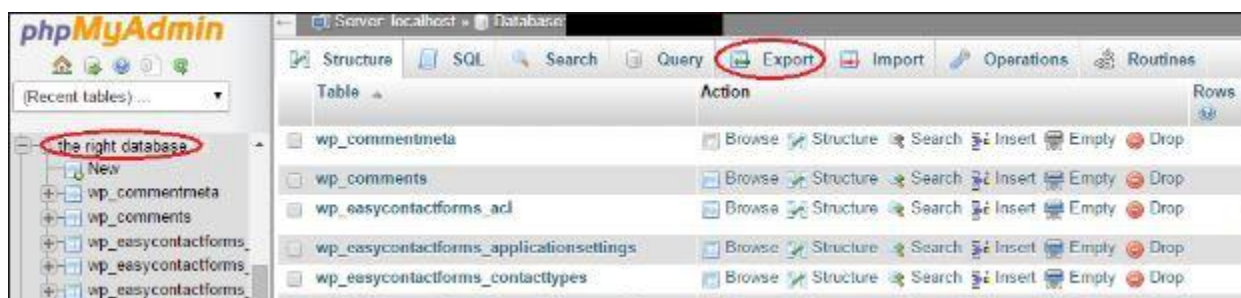 phpMyAdmin
Server: localhost » Database:
Structure SQL Search Query Export Import Operations Routines
(Recent tables) ...
Table Action Rows
the right database
New
wp_commentmeta
wp_comments
wp_easycontactforms_
wp_easycontactforms_
wp_easycontactforms_
wp_commentmeta Browse Structure Search Insert Empty Drop
wp_comments Browse Structure Search Insert Empty Drop
wp_easycontactforms_acl Browse Structure Search Insert Empty Drop
wp_easycontactforms_applicationsettings Browse Structure Search Insert Empty Drop
wp_easycontactforms_contacttypes Browse Structure Search Insert Empty Drop